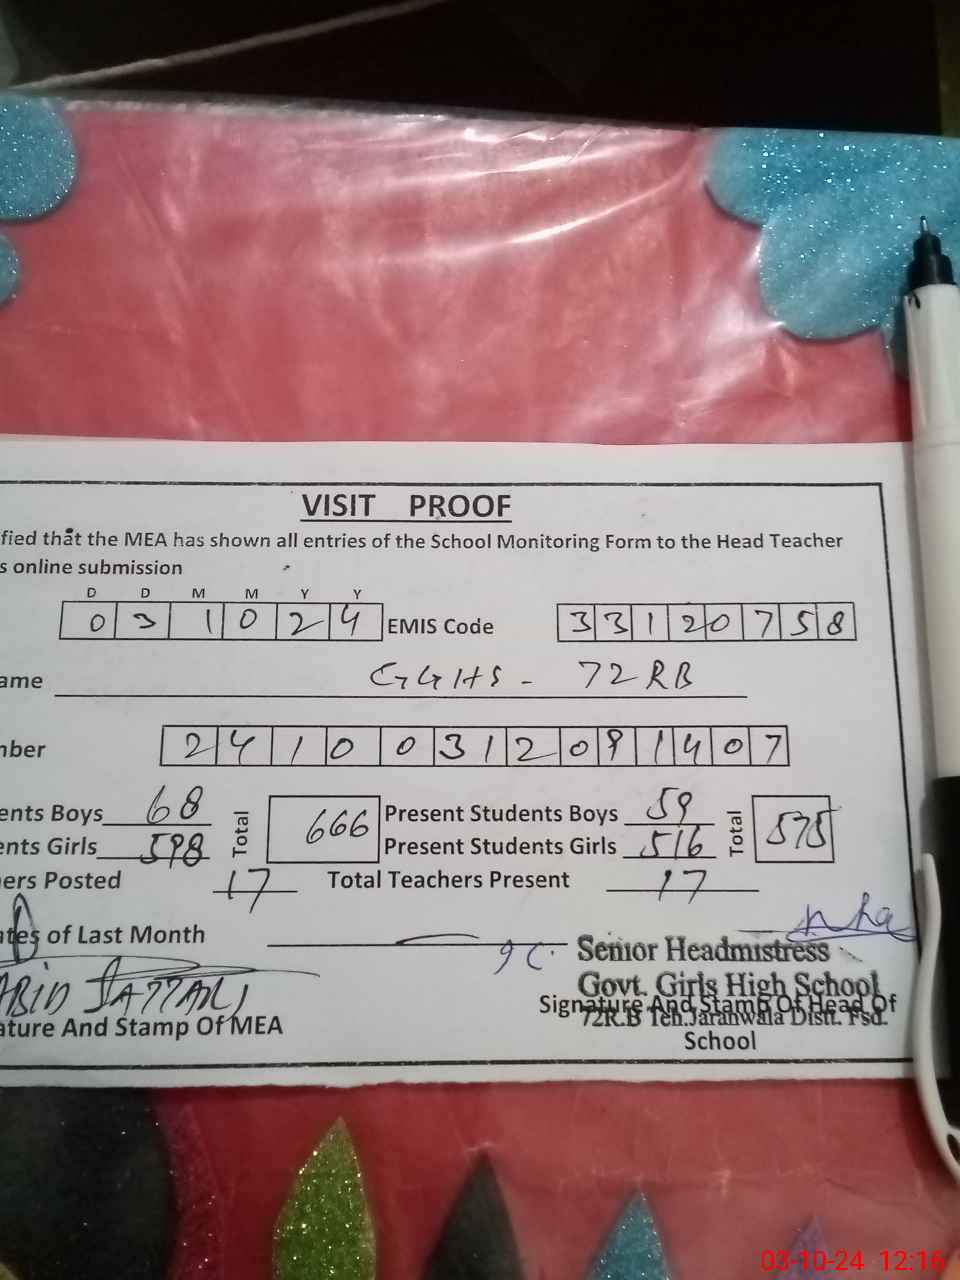 VISIT PROOF
fied that the MEA has shown all entries of the School Monitoring Form to the Head Teacher
s online submission
D D M M Y Y
0 3 1 0 2 4 EMIS Code 3 3 1 2 0 7 5 8
ame GGHS - 72 RB
nber 2 4 1 0 0 3 1 2 0 9 1 4 0 7
ents Boys 68 Total 666 Present Students Boys 59 Total 575
ents Girls 598 Present Students Girls 516
ers Posted 17 Total Teachers Present 17
ates of Last Month
Senior Headmistress
Govt. Girls High School
Signature And Stamp Of Head Of
72R.B Teh.Jaranwala Distt. Fsd.
ature And Stamp Of MEA
School
03-10-24 12:16